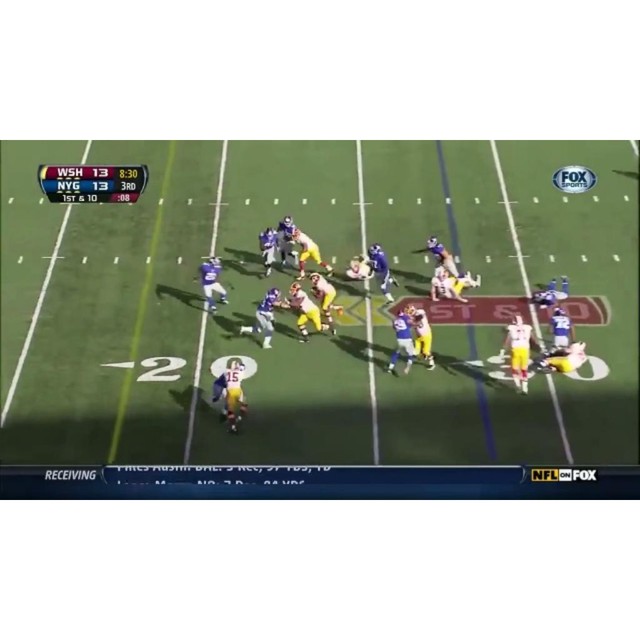 WSH 13 8:30
NYG 13 3RD
1ST & 10 :08
FOX
SPORTS
1ST & 10
20
30
15
RECEIVING
NFL ON FOX